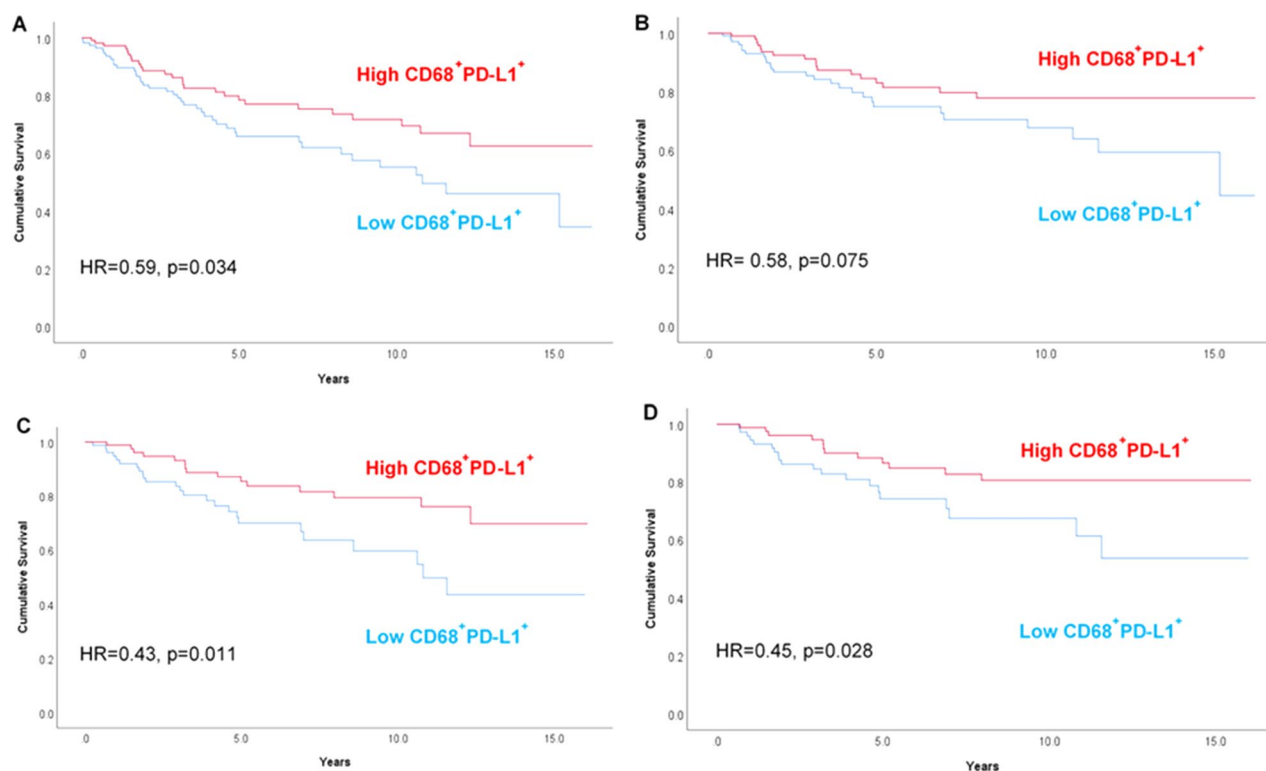 A
Cumulative Survival
1.0
0.8
0.6
0.4
0.2
0.0
High CD68+PD-L1+
Low CD68+PD-L1+
HR=0.59, p=0.034
.0 5.0 10.0 15.0
Years
B
Cumulative Survival
1.0
0.8
0.6
0.4
0.2
0.0
High CD68+PD-L1+
Low CD68+PD-L1+
HR= 0.58, p=0.075
.0 5.0 10.0 15.0
C
Cumulative Survival
1.0
0.8
0.6
0.4
0.2
0.0
High CD68+PD-L1+
Low CD68+PD-L1+
HR=0.43, p=0.011
.0 5.0 10.0 15.0
Years
D
Cumulative Survival
1.0
0.8
0.6
0.4
0.2
0.0
High CD68+PD-L1+
Low CD68+PD-L1+
HR=0.45, p=0.028
.0 5.0 10.0 15.0
Years